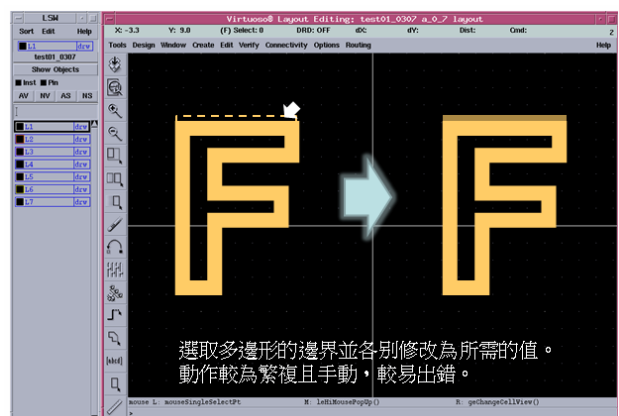 LSW
Virtuoso® Layout Editing: test01_0307 a_0_7 layout
X: -3.3 Y: 9.0 (F) Select: 0 DRD: OFF dX: dY: Dist: Cmd: 2
Sort Edit Help
Tools Design Window Create Edit Verify Connectivity Options Routing Help
L1 drw
test01_0307
Show Objects
Inst Pin
AV NV AS NS
L1 drw
L2 drw
L3 drw
L4 drw
L5 drw
L6 drw
L7 drw
[abcd]
選取多邊形的邊界並各別修改為所需的值。
動作較為繁複且手動，較易出錯。
mouse L: mouseSingleSelectPt M: leHiMousePopUp() R: geChangeCellView()
>